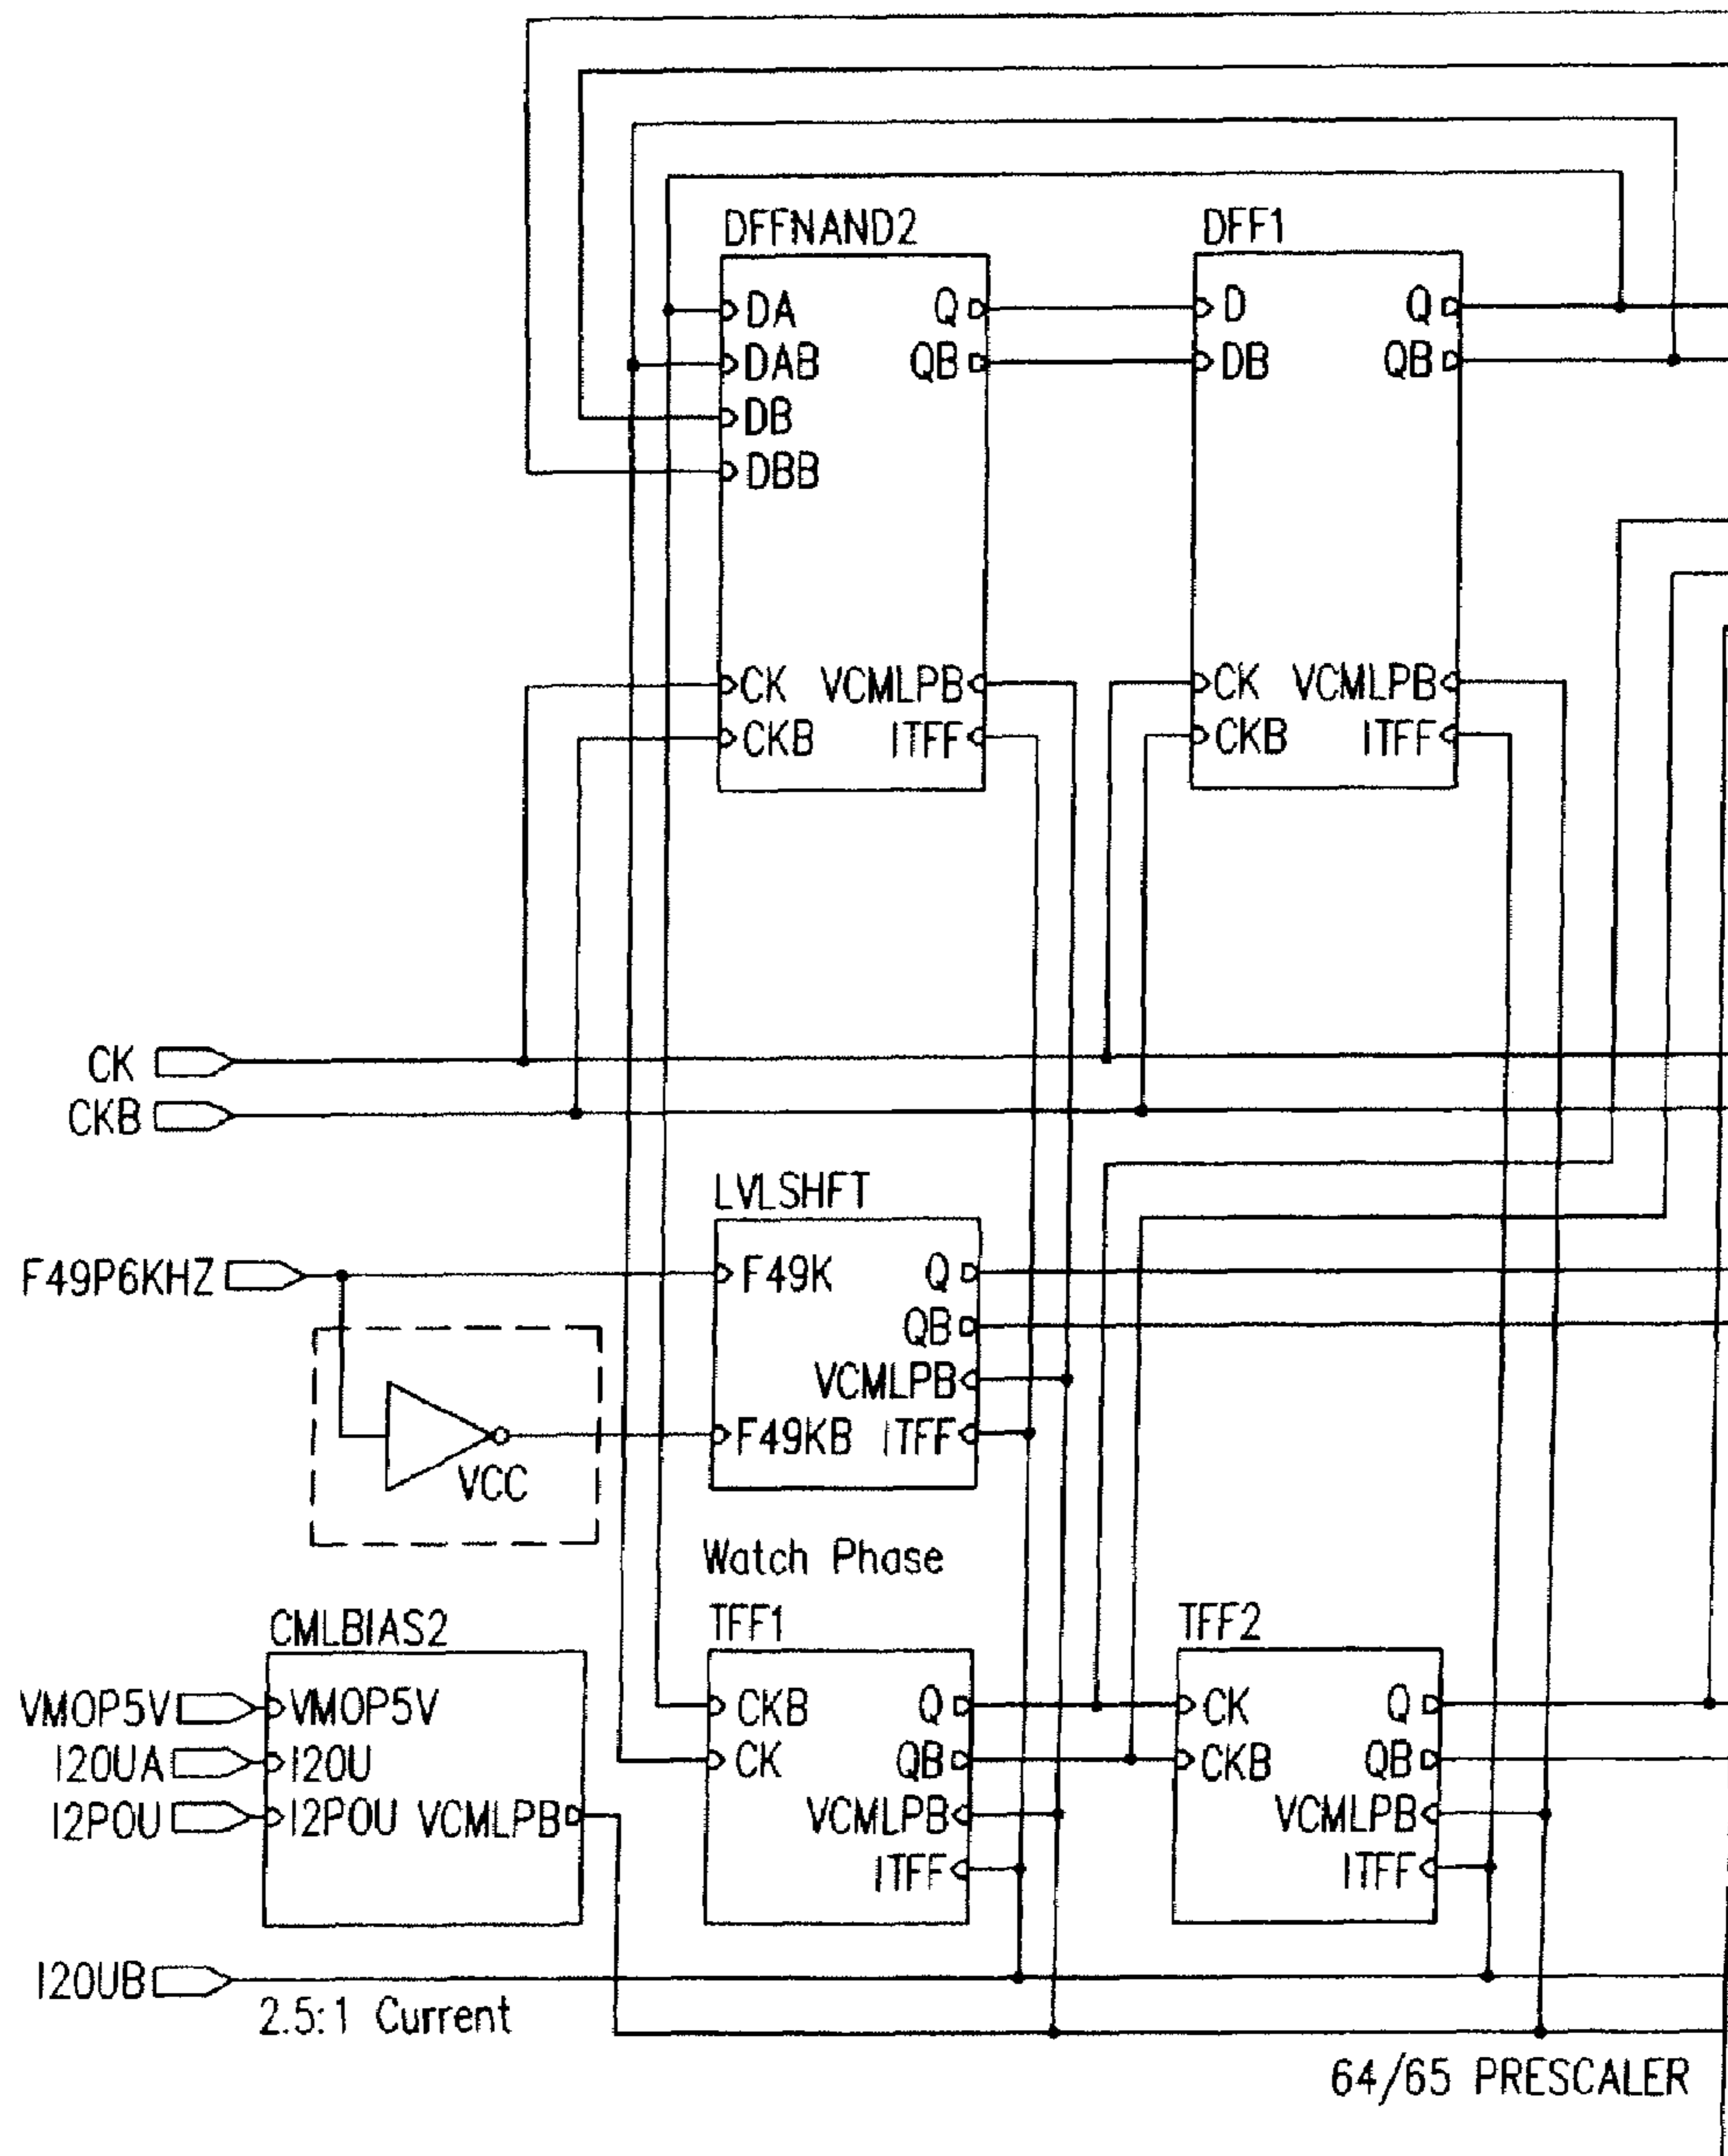 DFFNAND2
DFF1
DA
Q
D
Q
DAB
QB
DB
QB
DB
DBB
CK VCMLPB
CK VCMLPB
CKB ITFF
CKB ITFF
CK
CKB
LVLSHFT
F49P6KHZ
F49K
Q
QB
VCMLPB
F49KB ITFF
VCC
Watch Phase
CMLBIAS2
TFF1
TFF2
VMOP5V
VMOP5V
CKB
Q
CK
Q
I20UA
I20U
CK
QB
CKB
QB
I2POU
I2POU VCMLPB
VCMLPB
VCMLPB
ITFF
ITFF
I20UB
2.5:1 Current
64/65 PRESCALER